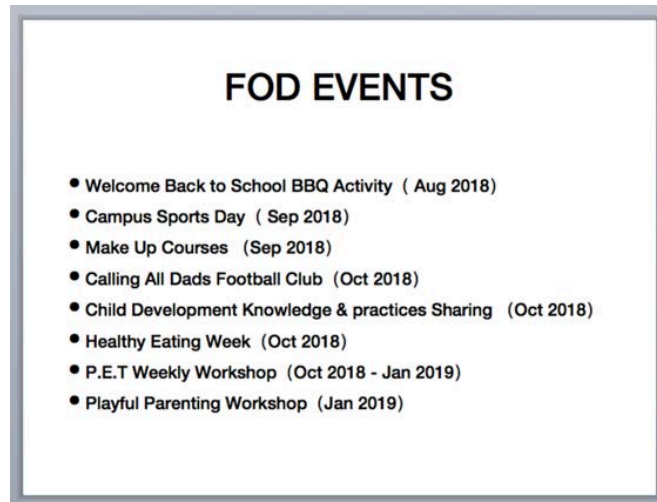 FOD EVENTS
• Welcome Back to School BBQ Activity ( Aug 2018)
• Campus Sports Day ( Sep 2018)
• Make Up Courses (Sep 2018)
• Calling All Dads Football Club (Oct 2018)
• Child Development Knowledge & practices Sharing (Oct 2018)
• Healthy Eating Week (Oct 2018)
• P.E.T Weekly Workshop (Oct 2018 - Jan 2019)
• Playful Parenting Workshop (Jan 2019)